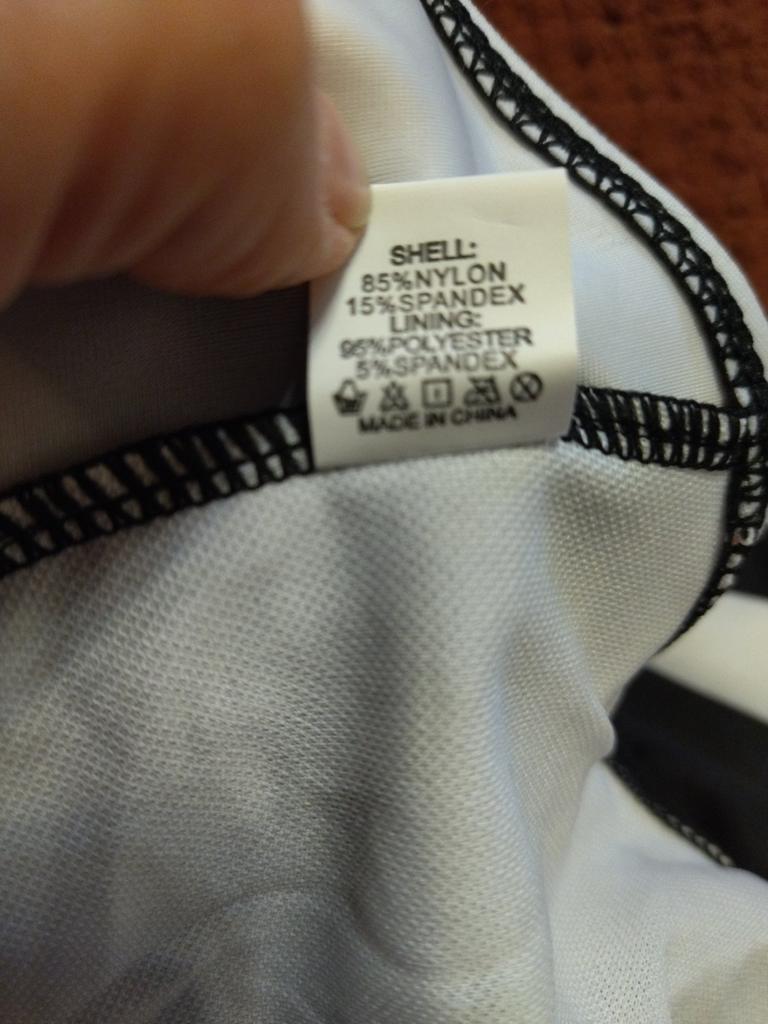 SHELL:
85%NYLON
15%SPANDEX
LINING:
95%POLYESTER
5%SPANDEX
MADE IN CHINA